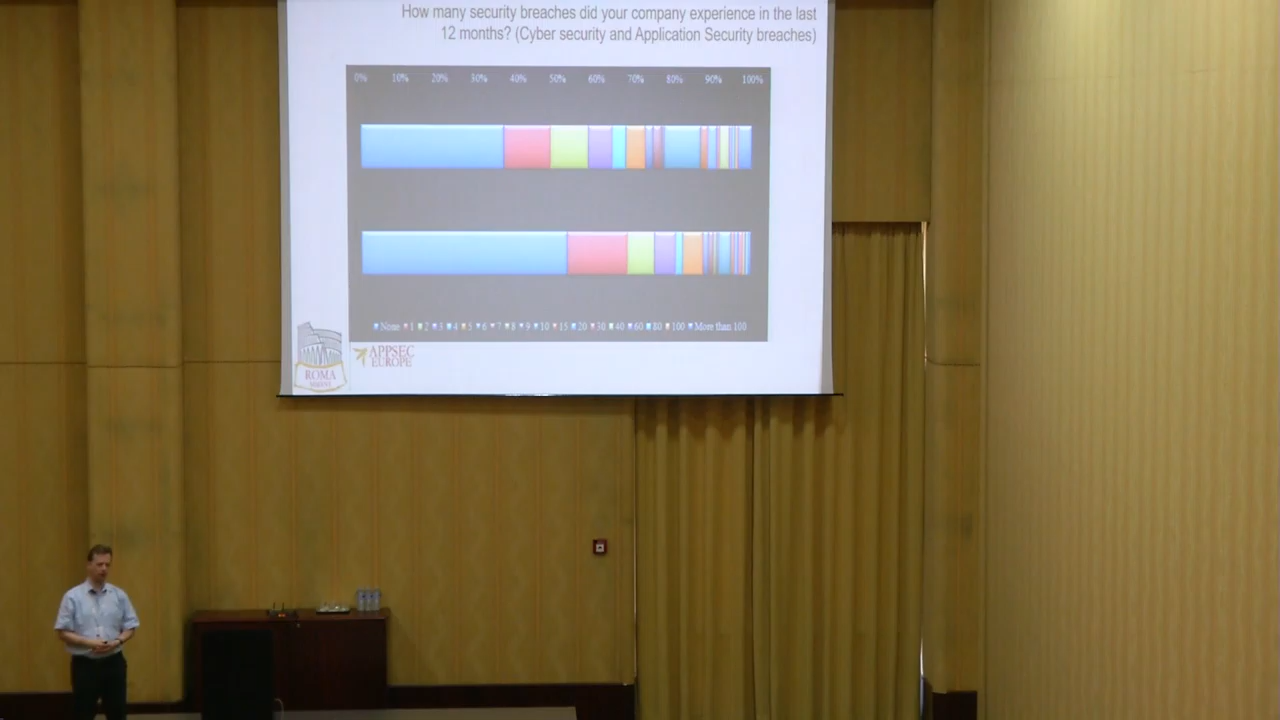 How many security breaches did your company experience in the last
12 months? (Cyber security and Application Security breaches)
0% 10% 20% 30% 40% 50% 60% 70% 80% 90% 100%
None 1 2 3 4 5 6 7 8 9 10 15 20 30 40 60 80 100 More than 100
APPSEC
EUROPE
ROMA